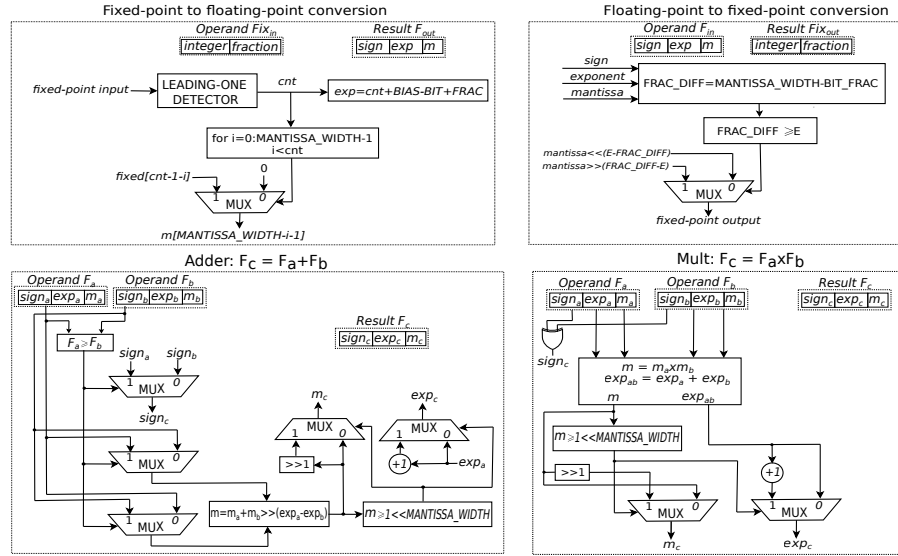 Fixed-point to floating-point conversion
Operand Fix_in
integer fraction
Result F_out
sign exp m
fixed-point input
LEADING-ONE
DETECTOR
cnt
exp=cnt+BIAS-BIT+FRAC
for i=0:MANTISSA_WIDTH-1
i<cnt
0
fixed[cnt-1-i]
1 0
MUX
m[MANTISSA_WIDTH-i-1]
Floating-point to fixed-point conversion
Operand F_in
sign exp m
Result Fix_out
integer fraction
sign
exponent
mantissa
FRAC_DIFF=MANTISSA_WIDTH-BIT_FRAC
FRAC_DIFF ⩾E
mantissa<<(E-FRAC_DIFF)
mantissa>>(FRAC_DIFF-E)
1 0
MUX
fixed-point output
Adder: F_c = F_a+F_b
Operand F_a
sign_a exp_a m_a
Operand F_b
sign_b exp_b m_b
Result F_c
sign_c exp_c m_c
F_a⩾F_b
sign_a
sign_b
1 0
MUX
sign_c
m_c
exp_c
MUX
1 0
MUX
1 0
>>1
+1
exp_a
1 0
MUX
m=m_a+m_b>>(exp_a-exp_b)
m⩾1<<MANTISSA_WIDTH
1 0
MUX
Mult: F_c = F_axF_b
Operand F_a
sign_a exp_a m_a
Operand F_b
sign_b exp_b m_b
Result F_c
sign_c exp_c m_c
sign_c
m = m_axm_b
exp_ab = exp_a + exp_b
m exp_ab
m⩾1<<MANTISSA_WIDTH
>>1
+1
1 0
MUX
1 0
MUX
m_c
exp_c